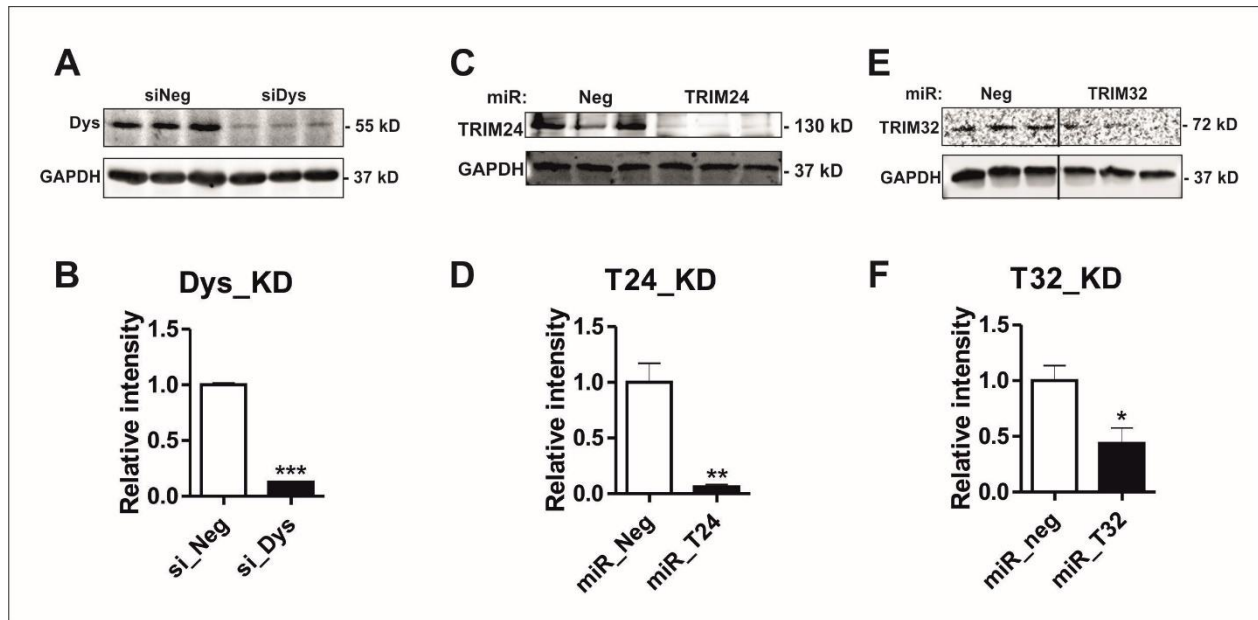 A
siNeg siDys
Dys - 55 kD
GAPDH - 37 kD
C
miR: Neg TRIM24
TRIM24 - 130 kD
GAPDH - 37 kD
E
miR: Neg TRIM32
TRIM32 - 72 kD
GAPDH - 37 kD
B
Dys_KD
Relative intensity
1.5
1.0
0.5
0.0
***
si_Neg
si_Dys
D
T24_KD
Relative intensity
1.5
1.0
0.5
0.0
**
miR_Neg
miR_T24
F
T32_KD
Relative intensity
1.5
1.0
0.5
0.0
*
miR_neg
miR_T32